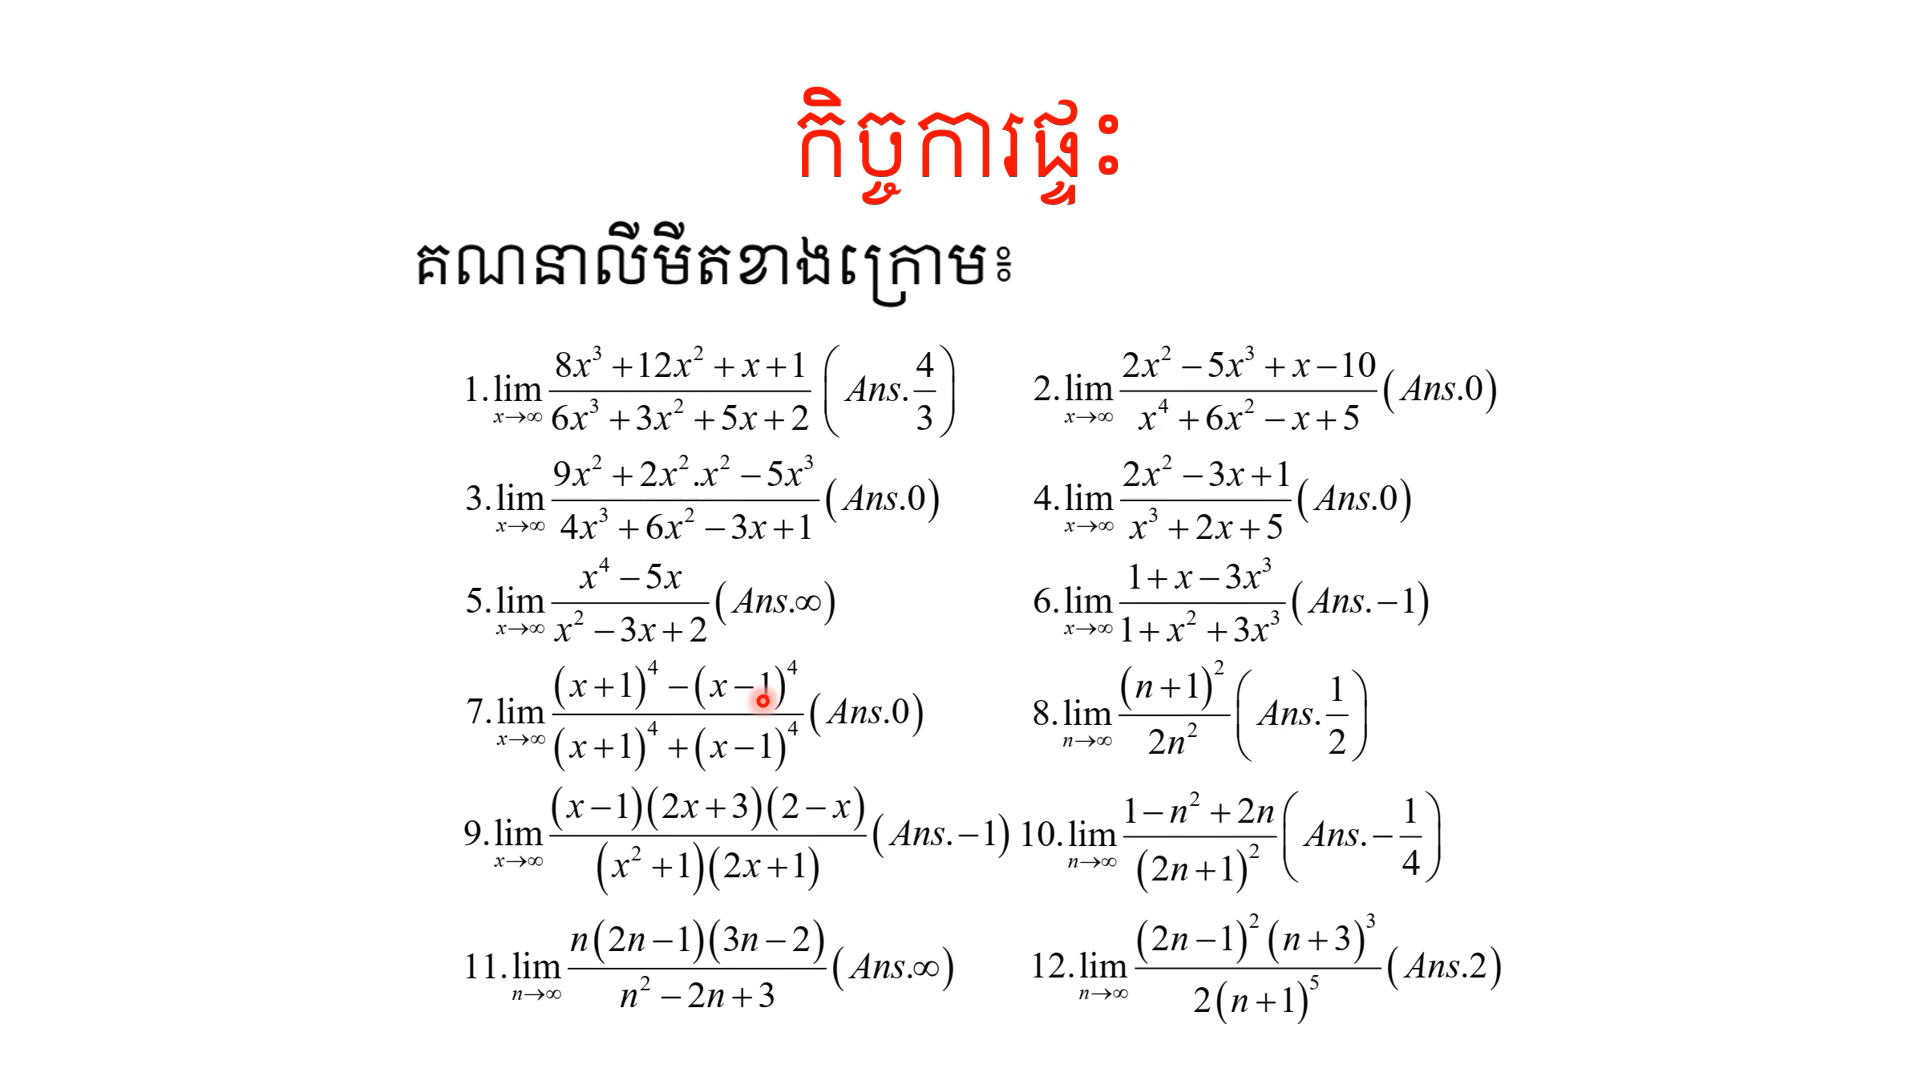 កិច្ចការផ្ទះ
គណនាលីមីតខាងក្រោម៖
1. lim_{x→∞} (8x³+12x²+x+1)/(6x³+3x²+5x+2) (Ans. 4/3) 2. lim_{x→∞} (2x²−5x³+x−10)/(x⁴+6x²−x+5) (Ans.0)
3. lim_{x→∞} (9x²+2x².x²−5x³)/(4x³+6x²−3x+1) (Ans.0) 4. lim_{x→∞} (2x²−3x+1)/(x³+2x+5) (Ans.0)
5. lim_{x→∞} (x⁴−5x)/(x²−3x+2) (Ans.∞) 6. lim_{x→∞} (1+x−3x³)/(1+x²+3x³) (Ans.−1)
7. lim_{x→∞} ((x+1)⁴−(x−1)⁴)/((x+1)⁴+(x−1)⁴) (Ans.0) 8. lim_{n→∞} (n+1)²/2n² (Ans. 1/2)
9. lim_{x→∞} (x−1)(2x+3)(2−x)/(x²+1)(2x+1) (Ans.−1) 10. lim_{n→∞} (1−n²+2n)/(2n+1)² (Ans.−1/4)
11. lim_{n→∞} n(2n−1)(3n−2)/(n²−2n+3) (Ans.∞) 12. lim_{n→∞} (2n−1)²(n+3)³/2(n+1)⁵ (Ans.2)